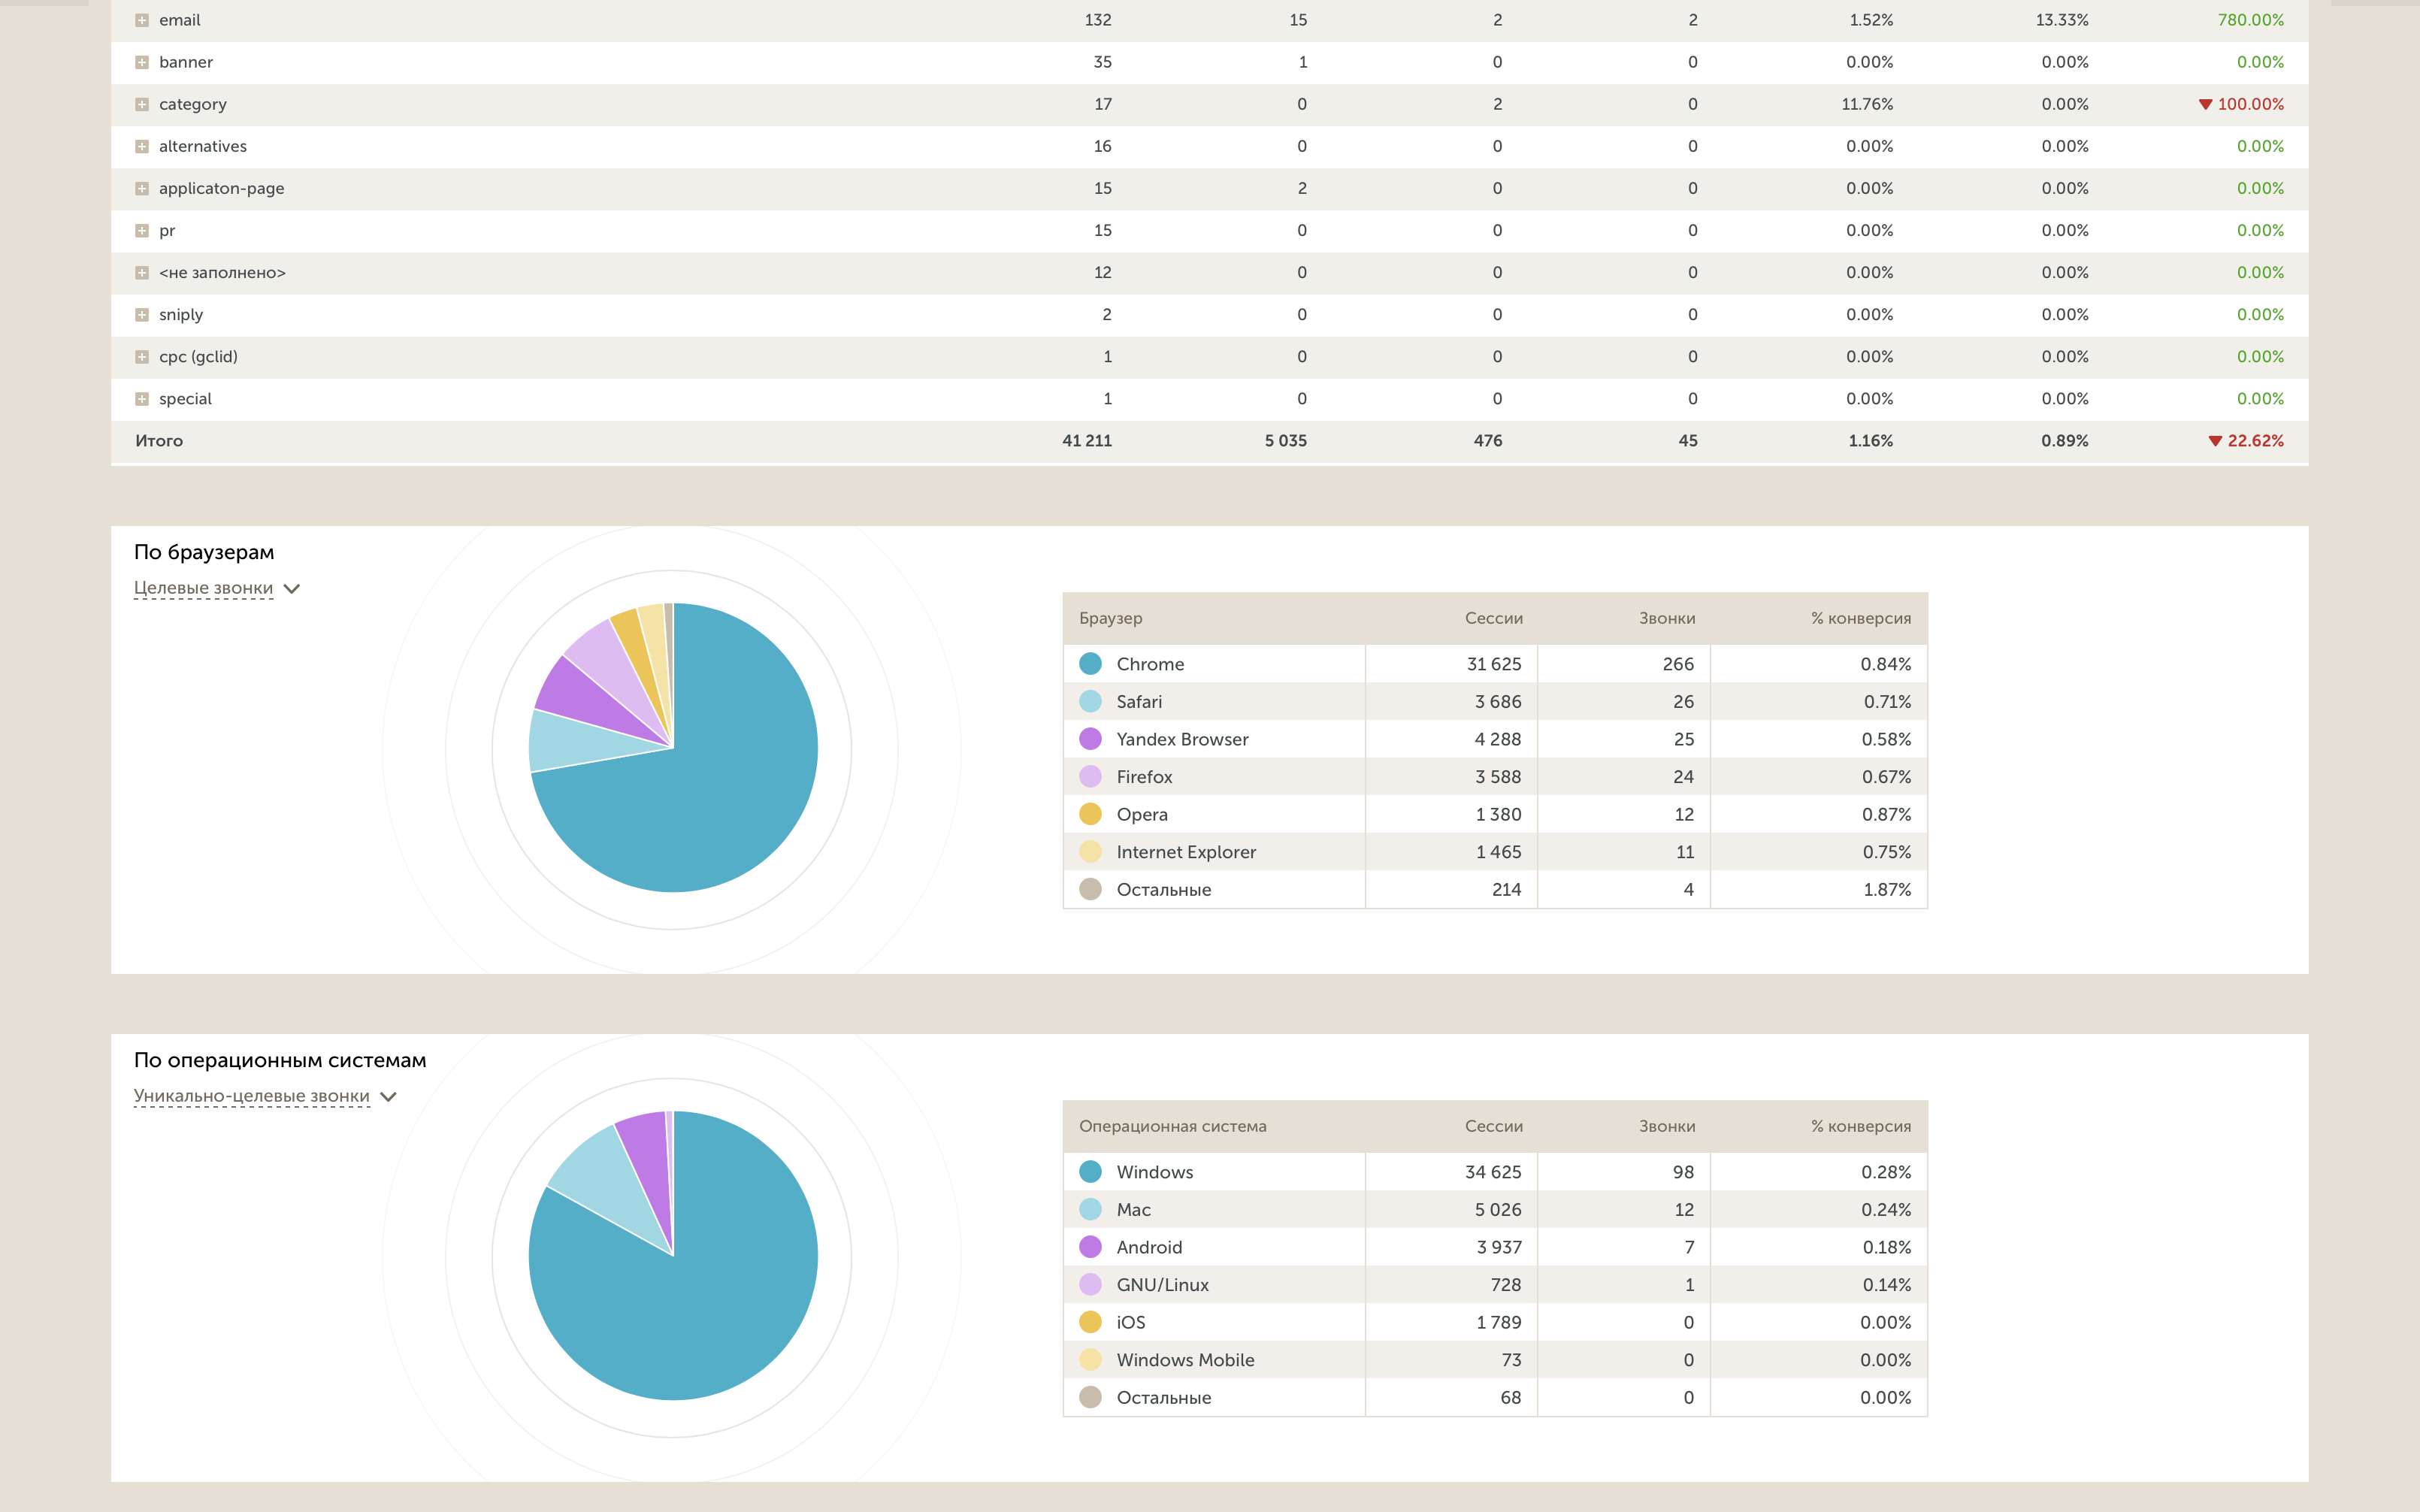 email 132 15 2 2 1.52% 13.33% 780.00%
banner 35 1 0 0 0.00% 0.00% 0.00%
category 17 0 2 0 11.76% 0.00% 100.00%
alternatives 16 0 0 0 0.00% 0.00% 0.00%
applicaton-page 15 2 0 0 0.00% 0.00% 0.00%
pr 15 0 0 0 0.00% 0.00% 0.00%
<не заполнено> 12 0 0 0 0.00% 0.00% 0.00%
sniply 2 0 0 0 0.00% 0.00% 0.00%
cpc (gclid) 1 0 0 0 0.00% 0.00% 0.00%
special 1 0 0 0 0.00% 0.00% 0.00%
Итого 41 211 5 035 476 45 1.16% 0.89% 22.62%
По браузерам
Целевые звонки
Браузер Сессии Звонки % конверсия
Chrome 31 625 266 0.84%
Safari 3 686 26 0.71%
Yandex Browser 4 288 25 0.58%
Firefox 3 588 24 0.67%
Opera 1 380 12 0.87%
Internet Explorer 1 465 11 0.75%
Остальные 214 4 1.87%
По операционным системам
Уникально-целевые звонки
Операционная система Сессии Звонки % конверсия
Windows 34 625 98 0.28%
Mac 5 026 12 0.24%
Android 3 937 7 0.18%
GNU/Linux 728 1 0.14%
iOS 1 789 0 0.00%
Windows Mobile 73 0 0.00%
Остальные 68 0 0.00%